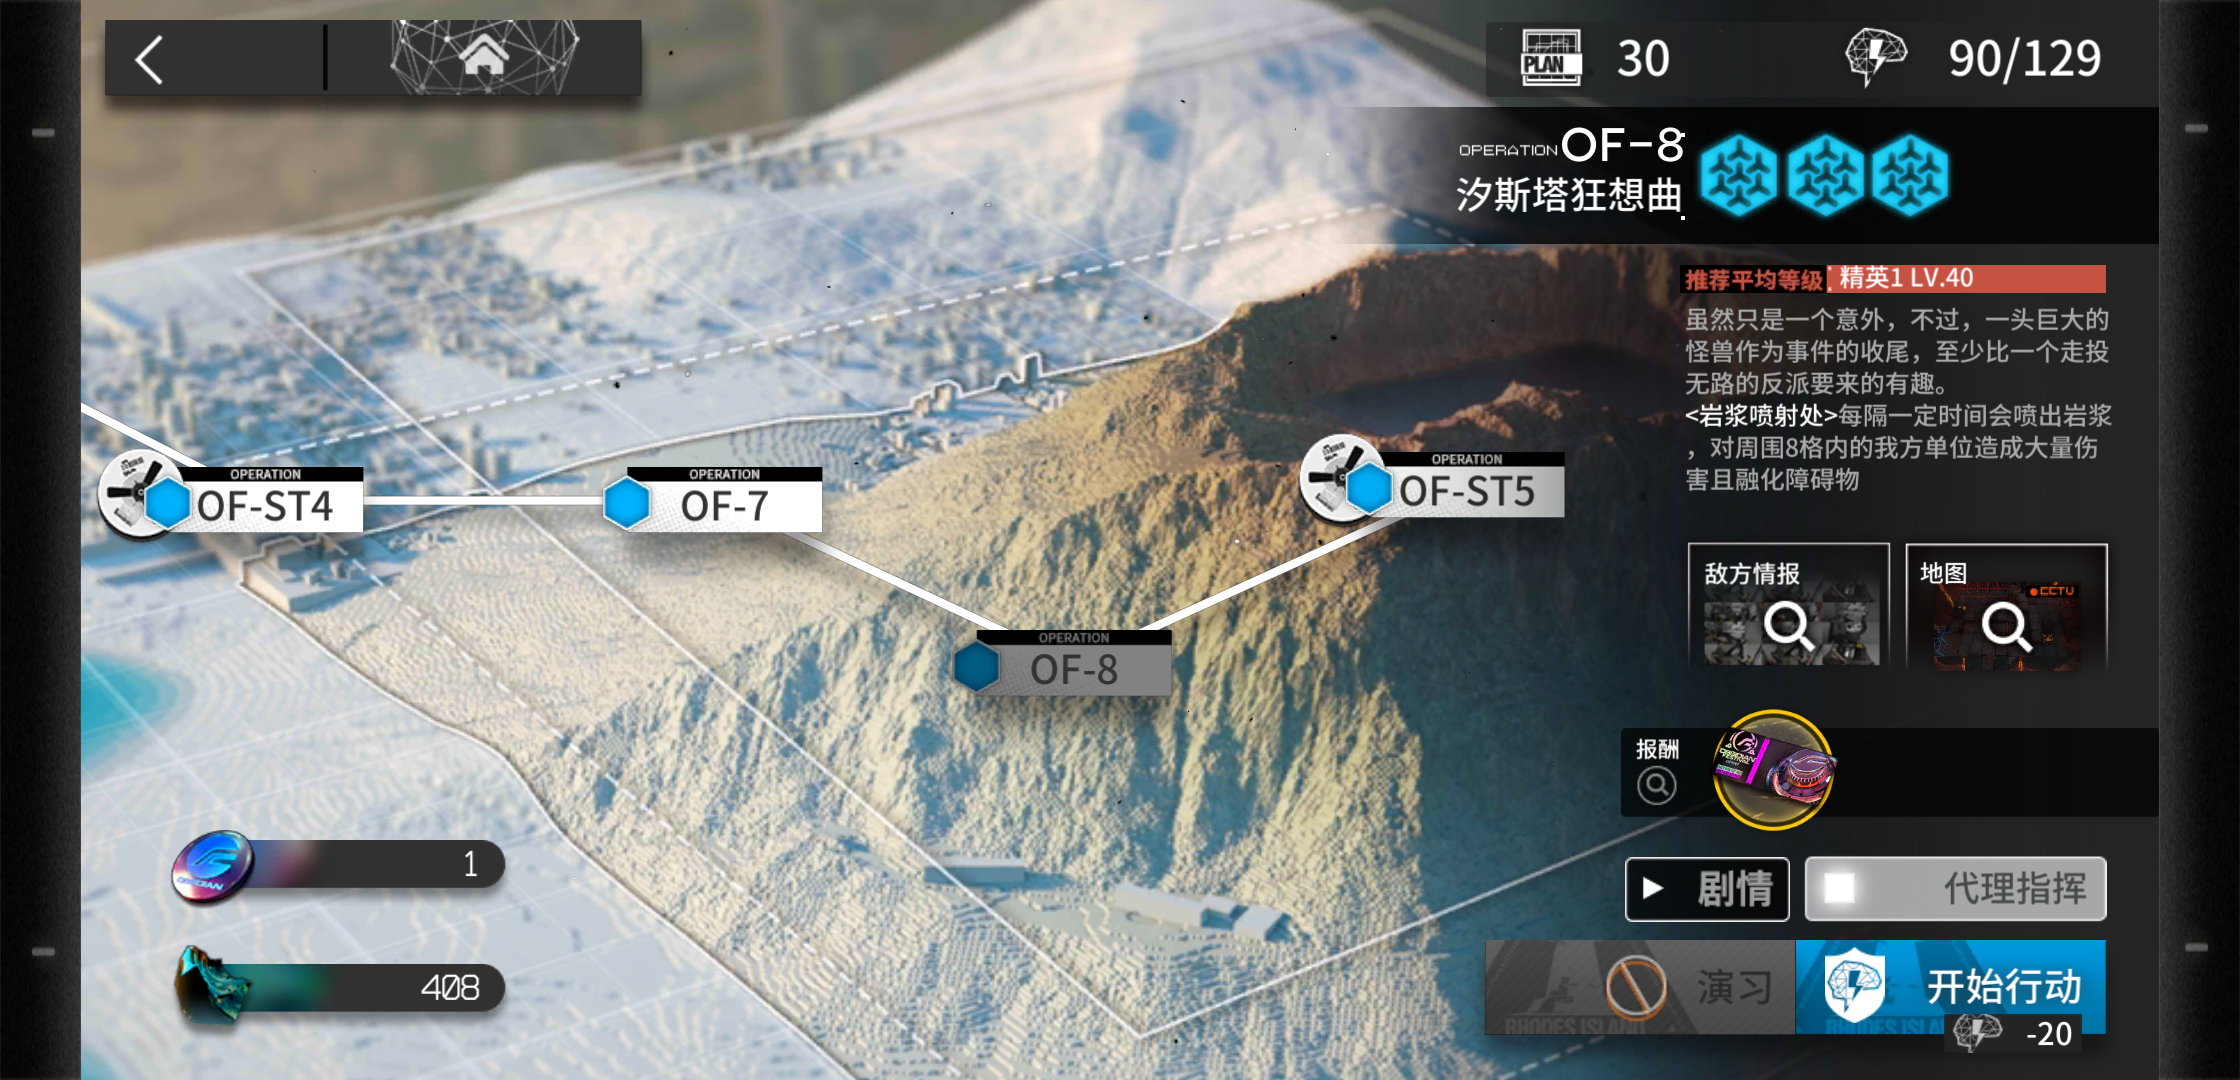 PLAN
30
90/129
OPERATION OF-8
汐斯塔狂想曲
推荐平均等级 精英1 LV.40
虽然只是一个意外，不过，一头巨大的
怪兽作为事件的收尾，至少比一个走投
无路的反派要来的有趣。
<岩浆喷射处>每隔一定时间会喷出岩浆
，对周围8格内的我方单位造成大量伤
害且融化障碍物
OPERATION
OF-ST4
OPERATION
OF-7
OPERATION
OF-ST5
OPERATION
OF-8
敌方情报
地图
CCTV
报酬
OBSIDIAN
FESTIVAL
1
OBSIDIAN
408
剧情
代理指挥
演习
RHODES ISLAND
开始行动
RHODES ISLA
-20